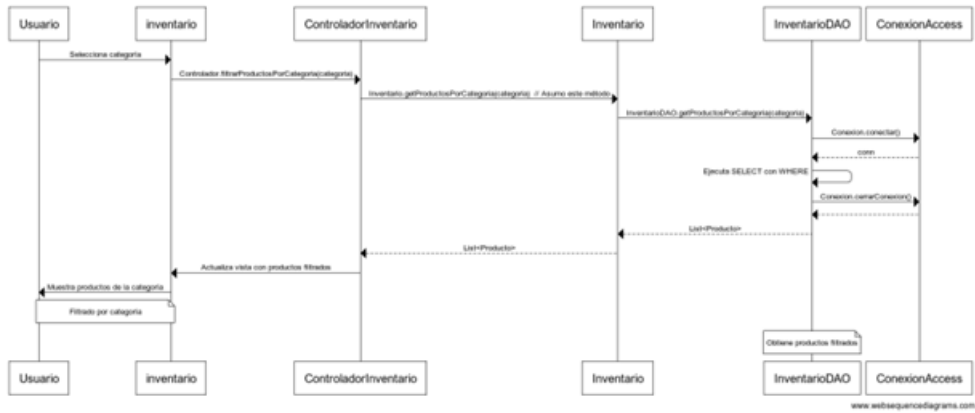 Usuario
inventario
ControladorInventario
Inventario
InventarioDAO
ConexionAccess
Selecciona categoría
Controlador.filtrarProductosPorCategoria(categoria)
Inventario.getProductosPorCategoria(categoria) // Asumo este método
InventarioDAO.getProductosPorCategoria(categoria)
Conexion.conectar()
conn
Ejecuta SELECT con WHERE
Conexion.cerrarConexion()
List<Producto>
List<Producto>
Actualiza vista con productos filtrados
Muestra productos de la categoría
Filtrado por categoría
Obtiene productos filtrados
Usuario
inventario
ControladorInventario
Inventario
InventarioDAO
ConexionAccess
www.websequencediagrams.com